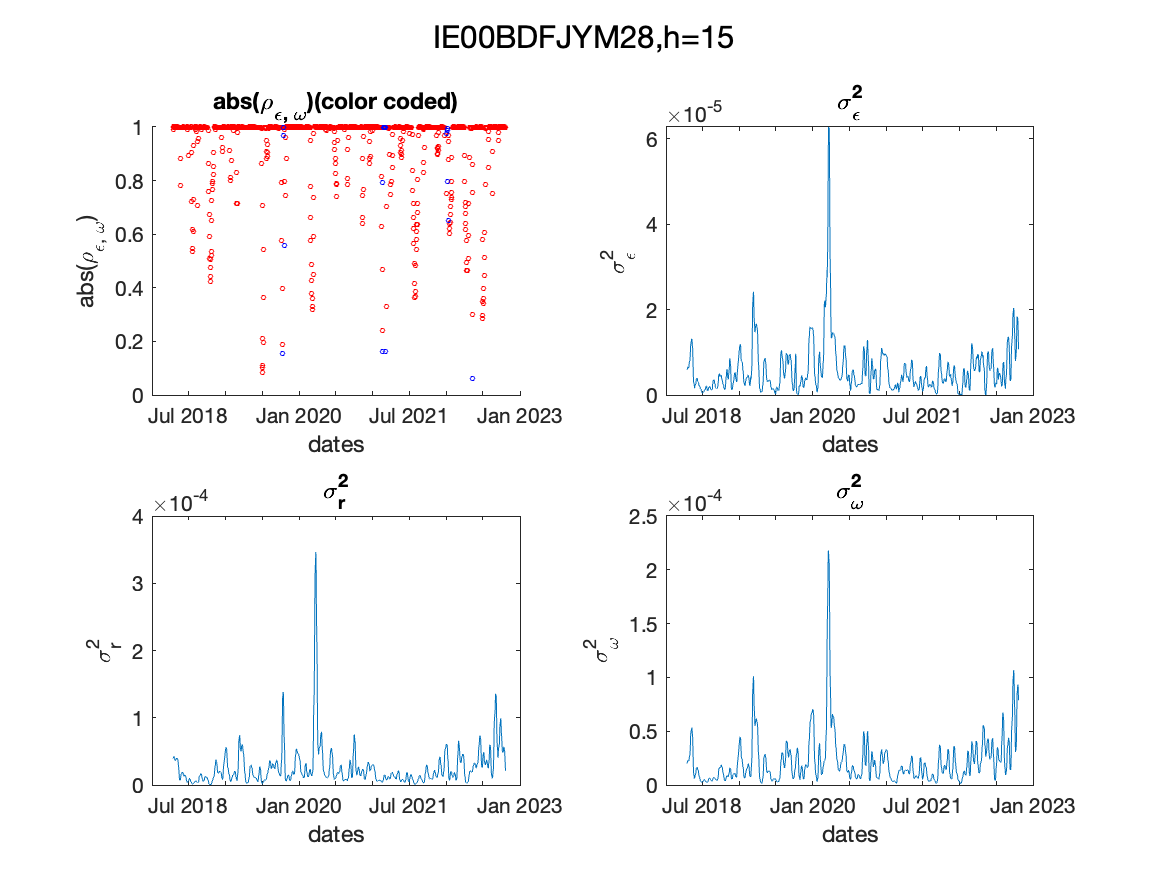 IE00BDFJYM28,h=15
abs(ρ_ϵ, ω)(color coded)
abs(ρ_ϵ, ω)
1
0.8
0.6
0.4
0.2
0
Jul 2018 Jan 2020 Jul 2021 Jan 2023
dates
σ²_ϵ
×10⁻⁵
σ²_ϵ
6
4
2
0
Jul 2018 Jan 2020 Jul 2021 Jan 2023
dates
σ²_r
×10⁻⁴
σ²_r
4
3
2
1
0
Jul 2018 Jan 2020 Jul 2021 Jan 2023
dates
σ²_ω
×10⁻⁴
σ²_ω
2.5
2
1.5
1
0.5
0
Jul 2018 Jan 2020 Jul 2021 Jan 2023
dates